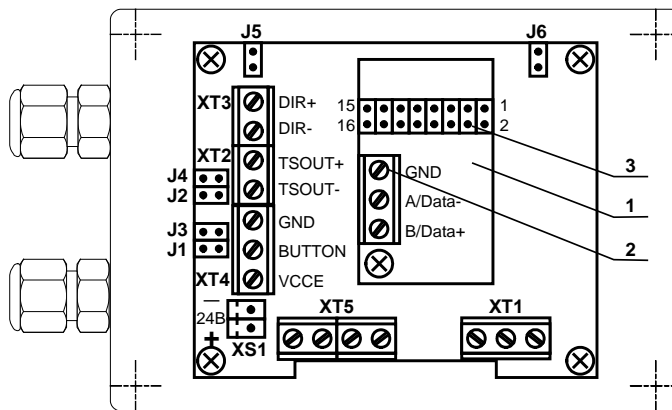 J5
J6
XT3
DIR+
DIR-
15
1
16
2
XT2
TSOUT+
TSOUT-
J4
J2
GND
A/Data-
B/Data+
3
1
2
J3
J1
GND
BUTTON
VCCE
XT4
—
24В
+
XS1
XT5
XT1